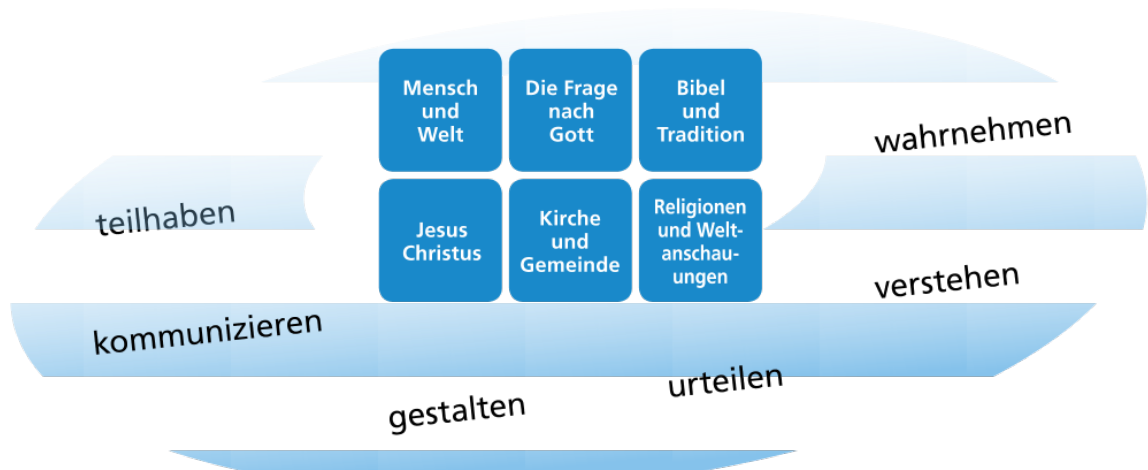 Mensch
und
Welt
Die Frage
nach
Gott
Bibel
und
Tradition
wahrnehmen
teilhaben
Jesus
Christus
Kirche
und
Gemeinde
Religionen
und Welt-
anschau-
ungen
verstehen
kommunizieren
urteilen
gestalten